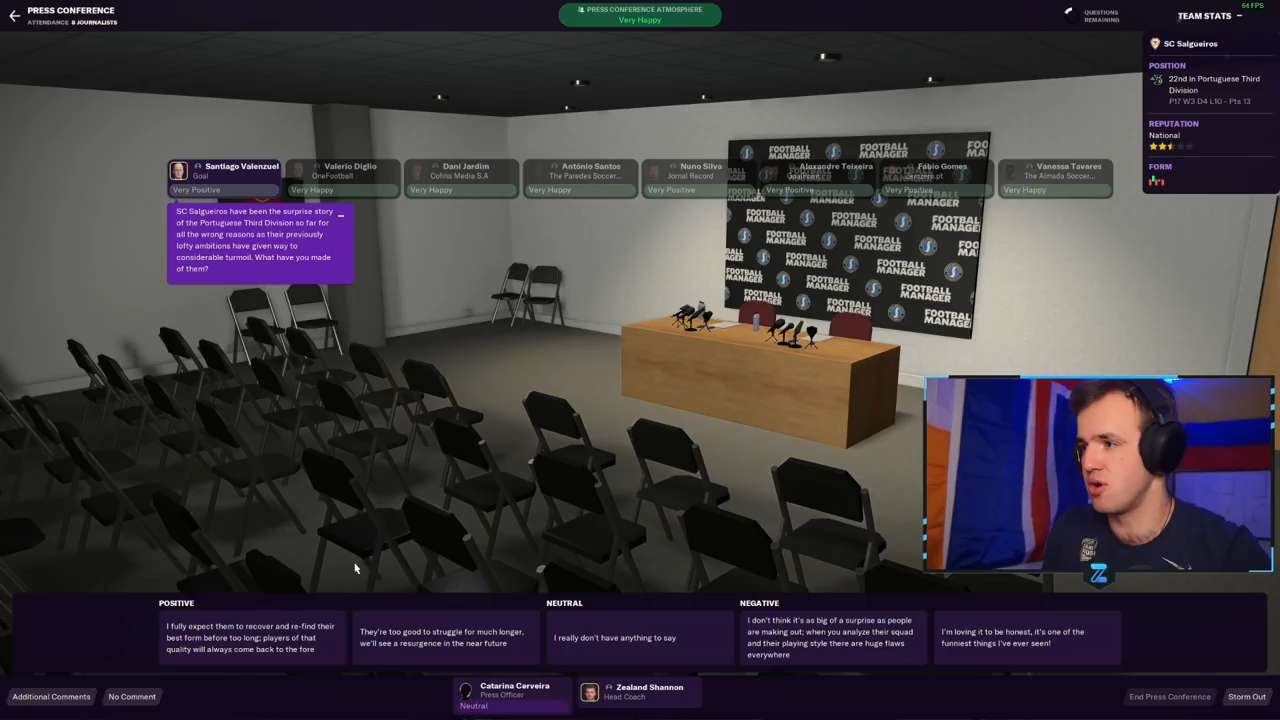 PRESS CONFERENCE
ATTENDANCE 8 JOURNALISTS
PRESS CONFERENCE ATMOSPHERE
Very Happy
QUESTIONS
REMAINING
64 FPS
TEAM STATS
SC Salgueiros
POSITION
22nd in Portuguese Third
Division
P17 W3 D4 L10 - Pts 13
REPUTATION
National
FORM
Santiago Valenzuel
Goal
Very Positive
Valerio Diglio
OneFootball
Very Happy
Dani Jardim
Cofina Media S.A
Very Happy
António Santos
The Paredes Soccer...
Very Happy
Nuno Silva
Jornal Record
Very Positive
Alexandre Teixeira
GoalPoint
Very Positive
Fábio Gomes
zerozero.pt
Very Positive
Vanessa Tavares
The Almada Soccer...
Very Happy
SC Salgueiros have been the surprise story
of the Portuguese Third Division so far for
all the wrong reasons as their previously
lofty ambitions have given way to
considerable turmoil. What have you made
of them?
FOOTBALL
MANAGER
POSITIVE
NEUTRAL
NEGATIVE
I fully expect them to recover and re-find their
best form before too long; players of that
quality will always come back to the fore
They're too good to struggle for much longer,
we'll see a resurgence in the near future
I really don't have anything to say
I don't think it's as big of a surprise as people
are making out; when you analyze their squad
and their playing style there are huge flaws
everywhere
I'm loving it to be honest, it's one of the
funniest things I've ever seen!
Additional Comments
No Comment
Catarina Cerveira
Press Officer
Neutral
Zealand Shannon
Head Coach
End Press Conference
Storm Out